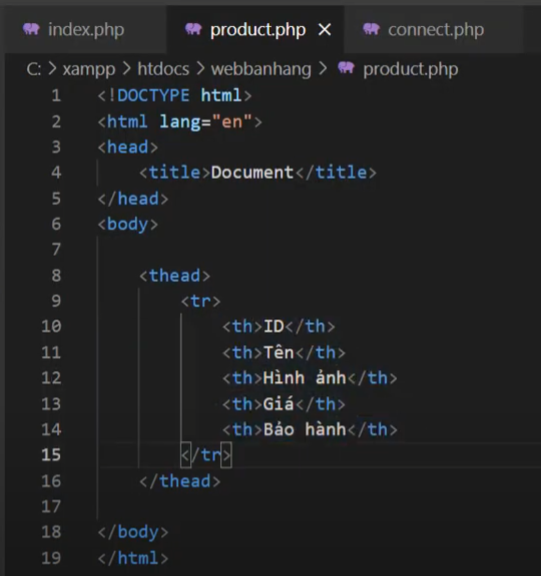 index.php product.php × connect.php
C: > xampp > htdocs > webbanhang > product.php
1 <!DOCTYPE html>
2 <html lang="en">
3 <head>
4 <title>Document</title>
5 </head>
6 <body>
7
8 <thead>
9 <tr>
10 <th>ID</th>
11 <th>Tên</th>
12 <th>Hình ảnh</th>
13 <th>Giá</th>
14 <th>Bảo hành</th>
15 </tr>
16 </thead>
17
18 </body>
19 </html>